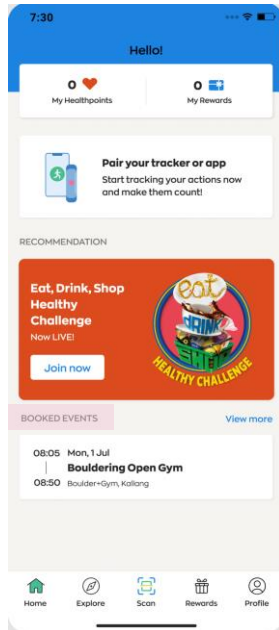 7:30
Hello!
0
My Healthpoints
0
My Rewards
Pair your tracker or app
Start tracking your actions now
and make them count!
RECOMMENDATION
Eat, Drink, Shop
Healthy
Challenge
Now LIVE!
Join now
eat
DRINK
SHOP
HEALTHY CHALLENGE
BOOKED EVENTS
View more
08:05 Mon, 1 Jul
Bouldering Open Gym
08:50 Boulder+Gym, Kallang
Home
Explore
Scan
Rewards
Profile